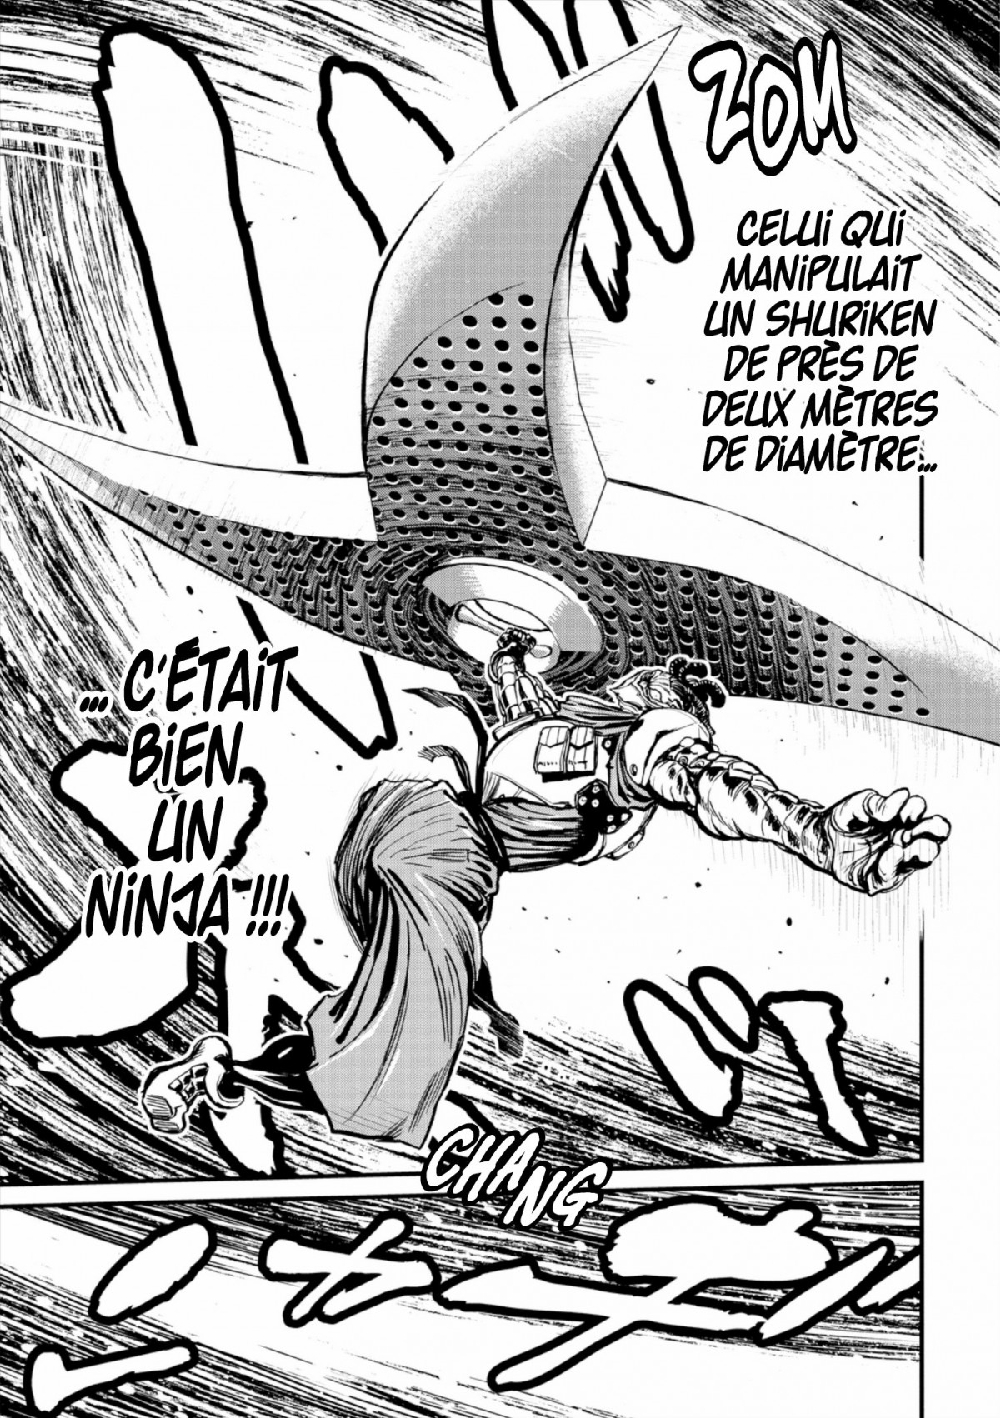 ZOM
CELUI QUI
MANIPULAIT
UN SHURIKEN
DE PRÈS DE
DEUX MÈTRES
DE DIAMÈTRE...
... C'ÉTAIT
BIEN
UN
NINJA !!!
CHANG